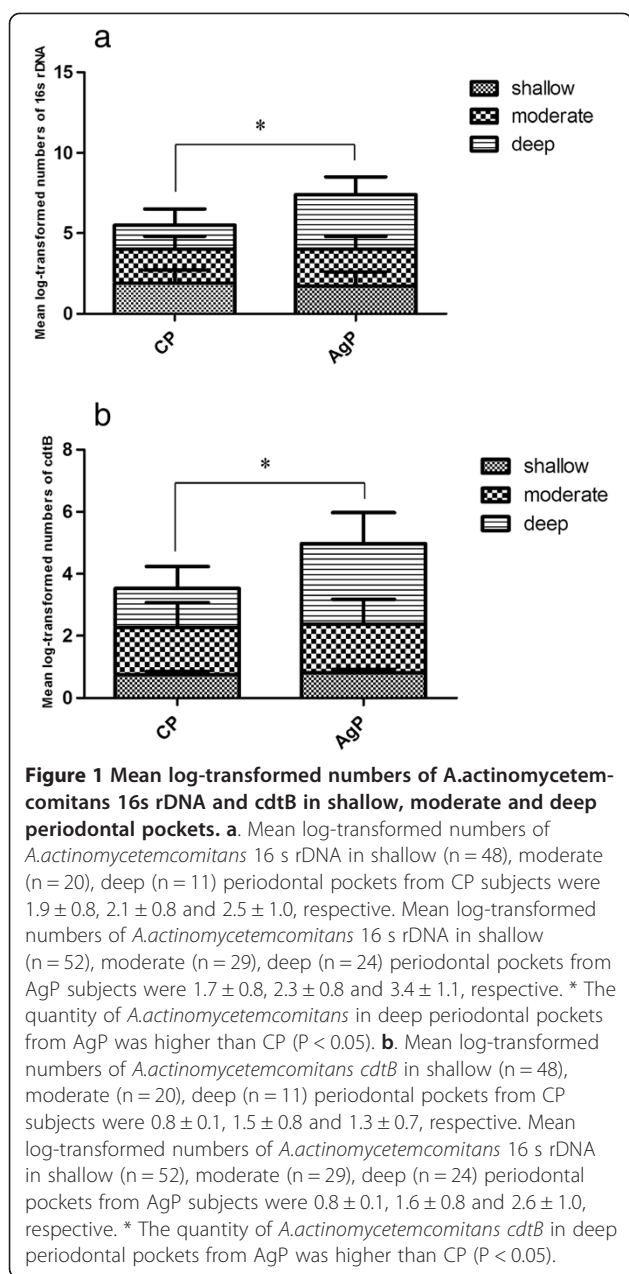 a
Mean log-transformed numbers of 16s rDNA
15
10
5
0
*
CP
AgP
shallow
moderate
deep
b
Mean log-transformed numbers of cdtB
8
6
4
2
0
*
CP
AgP
shallow
moderate
deep
Figure 1 Mean log-transformed numbers of A.actinomycetem-
comitans 16s rDNA and cdtB in shallow, moderate and deep
periodontal pockets. a. Mean log-transformed numbers of
A.actinomycetemcomitans 16 s rDNA in shallow (n = 48), moderate
(n = 20), deep (n = 11) periodontal pockets from CP subjects were
1.9 ± 0.8, 2.1 ± 0.8 and 2.5 ± 1.0, respective. Mean log-transformed
numbers of A.actinomycetemcomitans 16 s rDNA in shallow
(n = 52), moderate (n = 29), deep (n = 24) periodontal pockets from
AgP subjects were 1.7 ± 0.8, 2.3 ± 0.8 and 3.4 ± 1.1, respective. * The
quantity of A.actinomycetemcomitans in deep periodontal pockets
from AgP was higher than CP (P < 0.05). b. Mean log-transformed
numbers of A.actinomycetemcomitans cdtB in shallow (n = 48),
moderate (n = 20), deep (n = 11) periodontal pockets from CP
subjects were 0.8 ± 0.1, 1.5 ± 0.8 and 1.3 ± 0.7, respective. Mean
log-transformed numbers of A.actinomycetemcomitans 16 s rDNA
in shallow (n = 52), moderate (n = 29), deep (n = 24) periodontal
pockets from AgP subjects were 0.8 ± 0.1, 1.6 ± 0.8 and 2.6 ± 1.0,
respective. * The quantity of A.actinomycetemcomitans cdtB in deep
periodontal pockets from AgP was higher than CP (P < 0.05).